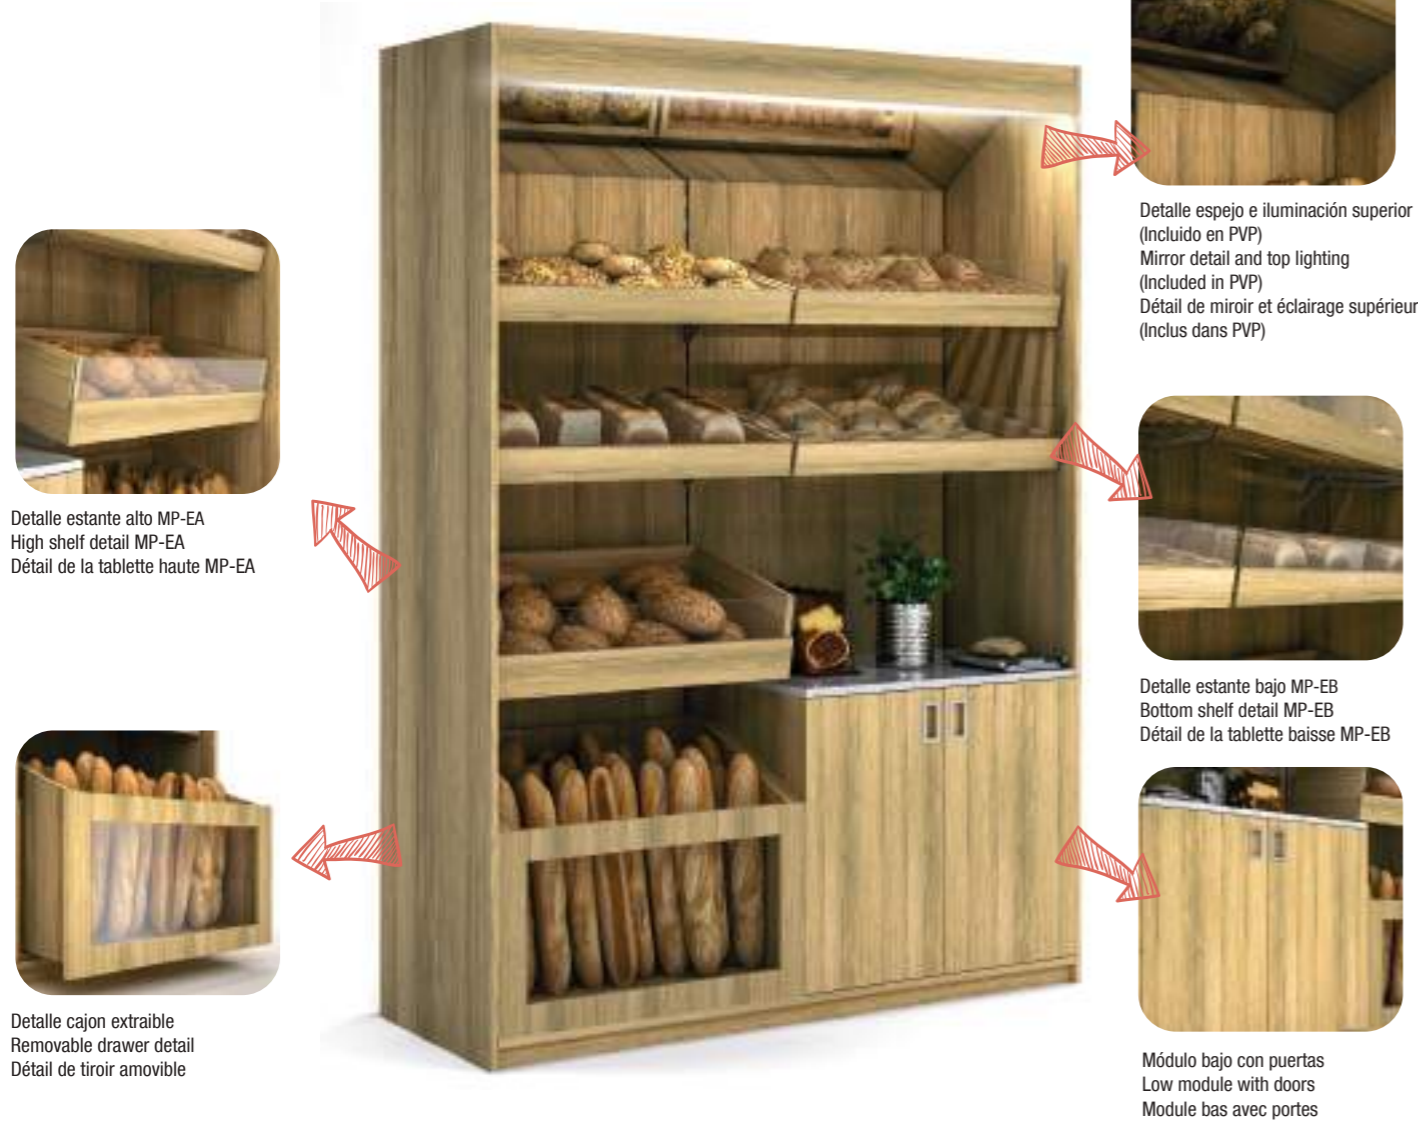 Detalle espejo e iluminación superior
(Incluido en PVP)
Mirror detail and top lighting
(Included in PVP)
Détail de miroir et éclairage supérieur
(Inclus dans PVP)
Detalle estante alto MP-EA
High shelf detail MP-EA
Détail de la tablette haute MP-EA
Detalle estante bajo MP-EB
Bottom shelf detail MP-EB
Détail de la tablette baisse MP-EB
Detalle cajon extraible
Removable drawer detail
Détail de tiroir amovible
Módulo bajo con puertas
Low module with doors
Module bas avec portes